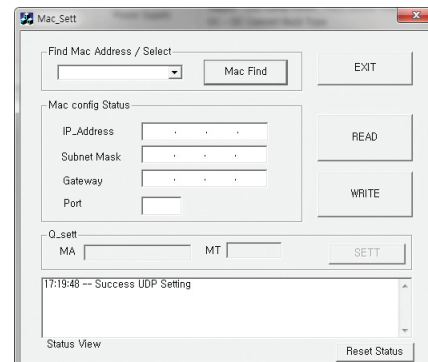 Mac_Sett
Find Mac Address / Select
Mac Find
EXIT
Mac config Status
IP_Address
Subnet Mask
Gateway
Port
READ
WRITE
Q_sett
MA
MT
SETT
17:19:48 -- Success UDP Setting
Status View
Reset Status